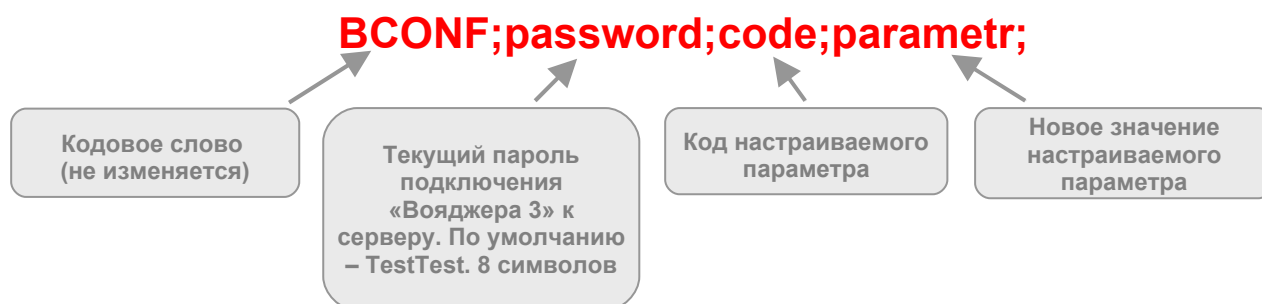 BCONF;password;code;parametr;
Кодовое слово
(не изменяется)
Текущий пароль
подключения
«Вояджера 3» к
серверу. По умолчанию
– TestTest. 8 символов
Код настраиваемого
параметра
Новое значение
настраиваемого
параметра